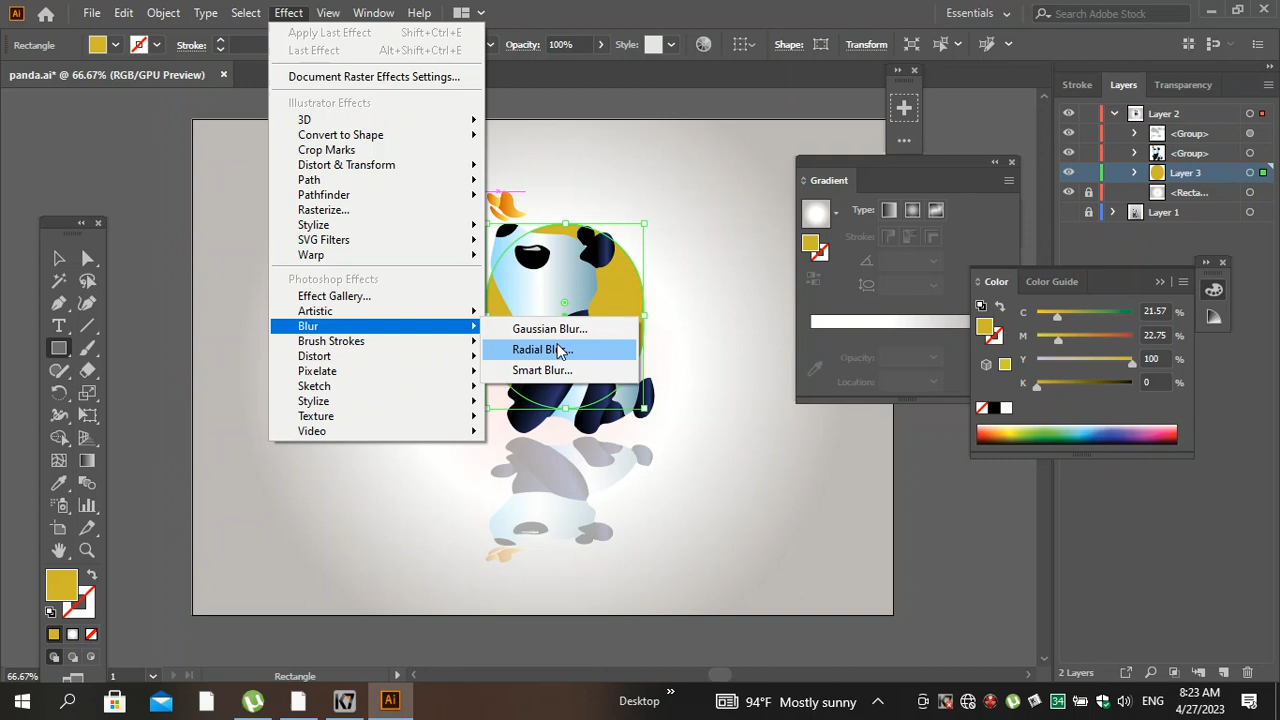 Ai File Edit Object Type Select Effect View Window Help Essentials Search Adobe Stock
Rectangle Stroke: Opacity: 100% Style: Shape: Transform
panda.ai* @ 66.67% (RGB/GPU Preview)
Apply Last Effect Shift+Ctrl+E
Last Effect Alt+Shift+Ctrl+E
Document Raster Effects Settings...
Illustrator Effects
3D
Convert to Shape
Crop Marks
Distort & Transform
Path
Pathfinder
Rasterize...
Stylize
SVG Filters
Warp
Photoshop Effects
Effect Gallery...
Artistic
Blur
Brush Strokes
Distort
Pixelate
Sketch
Stylize
Texture
Video
Gaussian Blur...
Radial
Smart Blur...
Stroke Layers Transparency
Layer 2
<Group>
<Group>
Layer 3
<Recta...
Layer 1
Gradient
Type:
Stroke:
Opacity:
Location:
Color Color Guide
C 21.57 %
M 22.75 %
Y 100 %
K 0 %
66.67% 1 Rectangle 2 Layers
K7 Ai Desktop 94°F Mostly sunny 34 ENG 8:23 AM
4/27/2023